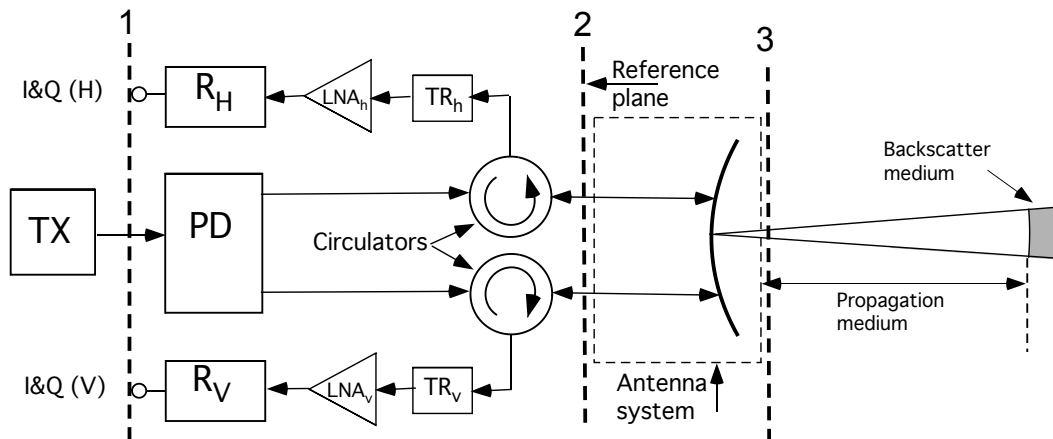 1
2
3
I&Q (H)
R_H
LNA_h
TR_h
Reference
plane
Backscatter
medium
TX
PD
Circulators
Propagation
medium
I&Q (V)
R_V
LNA_v
TR_v
Antenna
system